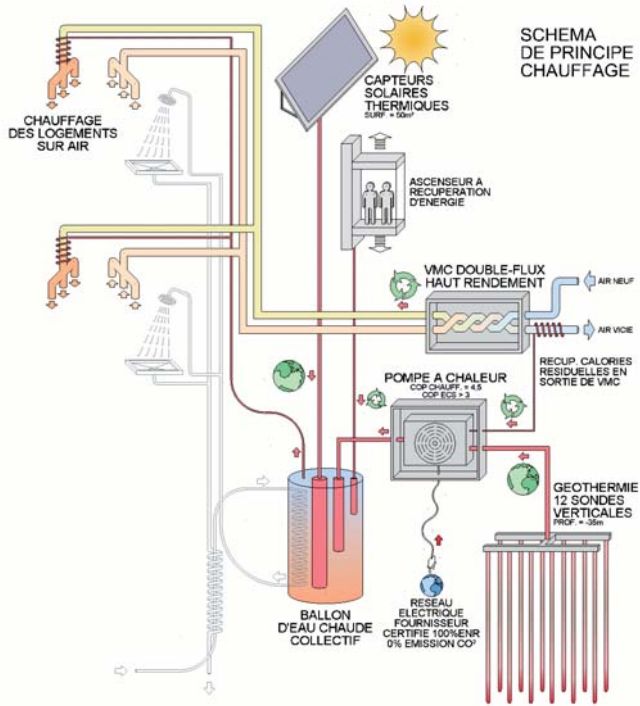 SCHEMA
DE PRINCIPE
CHAUFFAGE
CAPTEURS
SOLAIRES
THERMIQUES
SURF. = 50m²
CHAUFFAGE
DES LOGEMENTS
SUR AIR
ASCENSEUR A
RECUPERATION
D'ENERGIE
VMC DOUBLE-FLUX
HAUT RENDEMENT
AIR NEUF
AIR VICIE
RECUP. CALORIES
RESIDUELLES EN
SORTIE DE VMC
POMPE A CHALEUR
COP CHAUFF. = 4.5
COP ECS > 3
GEOTHERMIE
12 SONDES
VERTICALES
PROF. = -35m
BALLON
D'EAU CHAUDE
COLLECTIF
RESEAU
ELECTRIQUE
FOURNISSEUR
CERTIFIE 100%ENR
0% EMISSION CO²